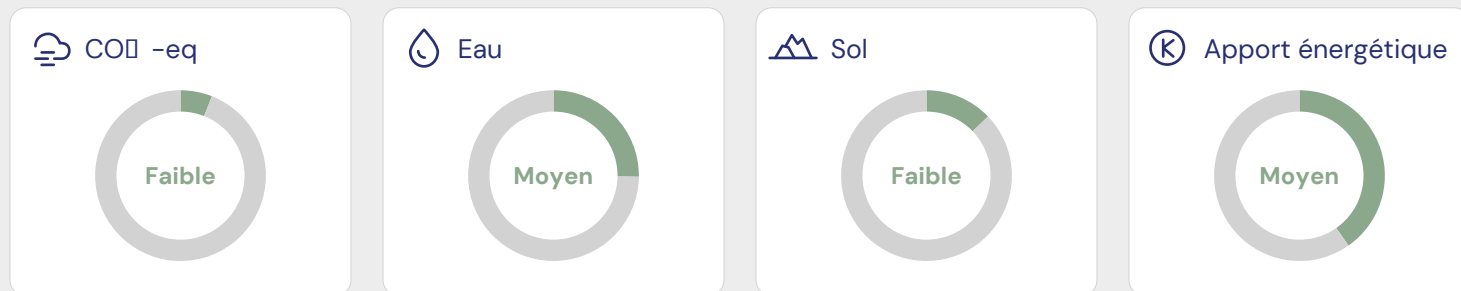 CO▯ -eq
Faible
Eau
Moyen
Sol
Faible
Apport énergétique
Moyen